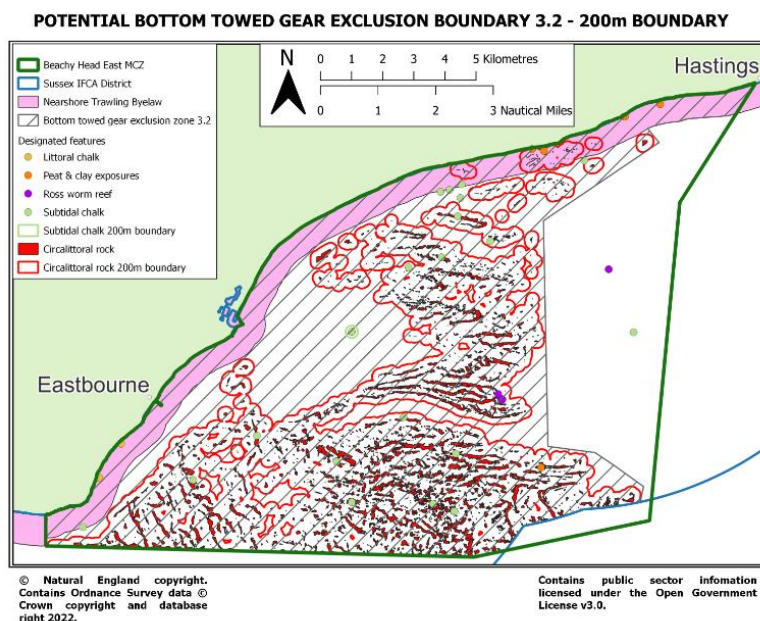 POTENTIAL BOTTOM TOWED GEAR EXCLUSION BOUNDARY 3.2 - 200m BOUNDARY
Beachy Head East MCZ
Sussex IFCA District
Nearshore Trawling Byelaw
Bottom towed gear exclusion zone 3.2
Designated features
Littoral chalk
Peat & clay exposures
Ross worm reef
Subtidal chalk
Subtidal chalk 200m boundary
Circalittoral rock
Circalittoral rock 200m boundary
N
0 1 2 3 4 5 Kilometres
0 1 2 3 Nautical Miles
Hastings
Eastbourne
© Natural England copyright.
Contains Ordnance Survey data ©
Crown copyright and database
right 2022.
Contains public sector infomation
licensed under the Open Government
License v3.0.